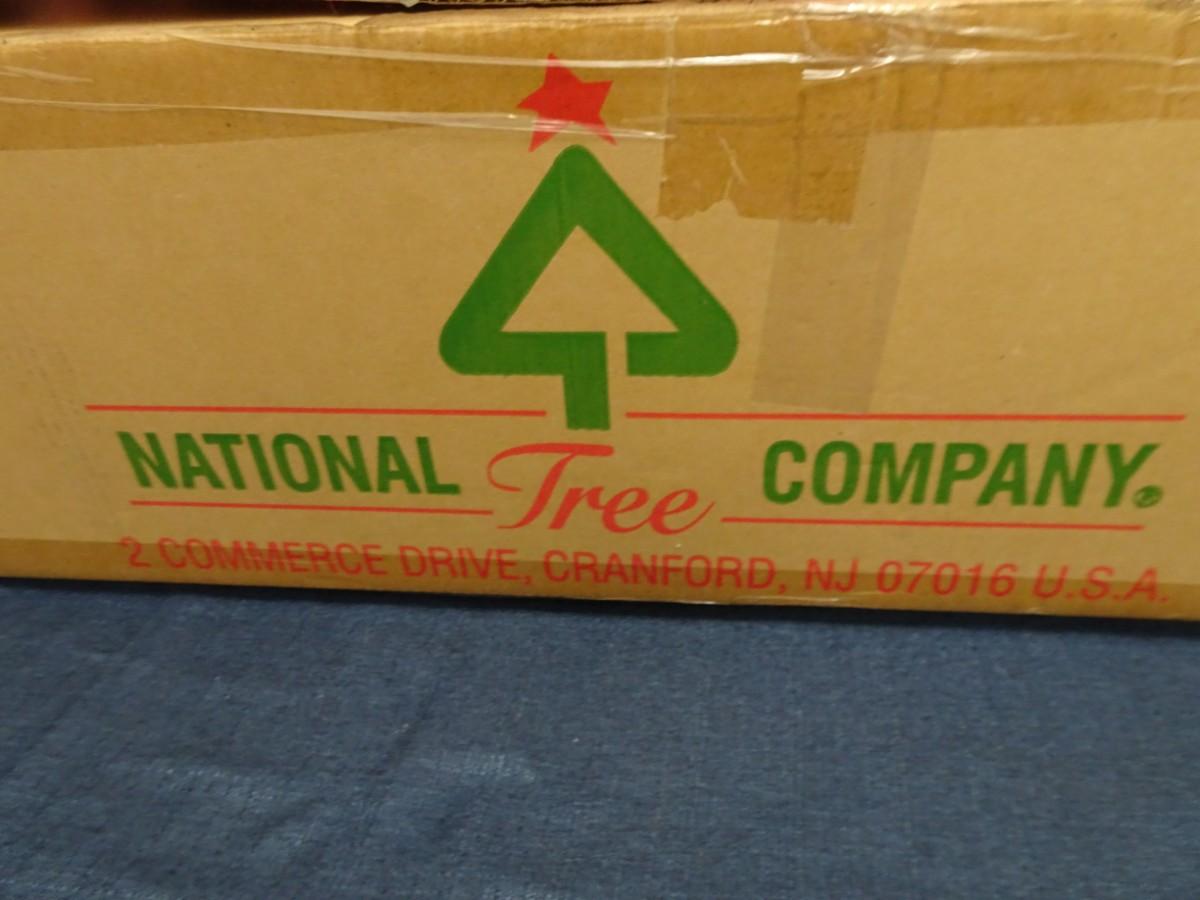 NATIONAL Tree COMPANY®
2 COMMERCE DRIVE, CRANFORD, NJ 07016 U.S.A.